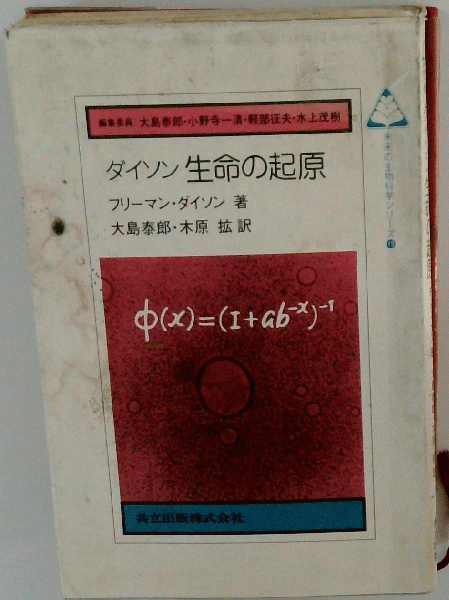 編集委員：大島泰郎・小野寺一清・軽部征夫・水上茂樹
ダイソン 生命の起原
フリーマン・ダイソン 著
大島泰郎・木原 拡 訳
φ(x)=(1+ab⁻ˣ)⁻¹
共立出版株式会社
未来の生物科学シリーズ